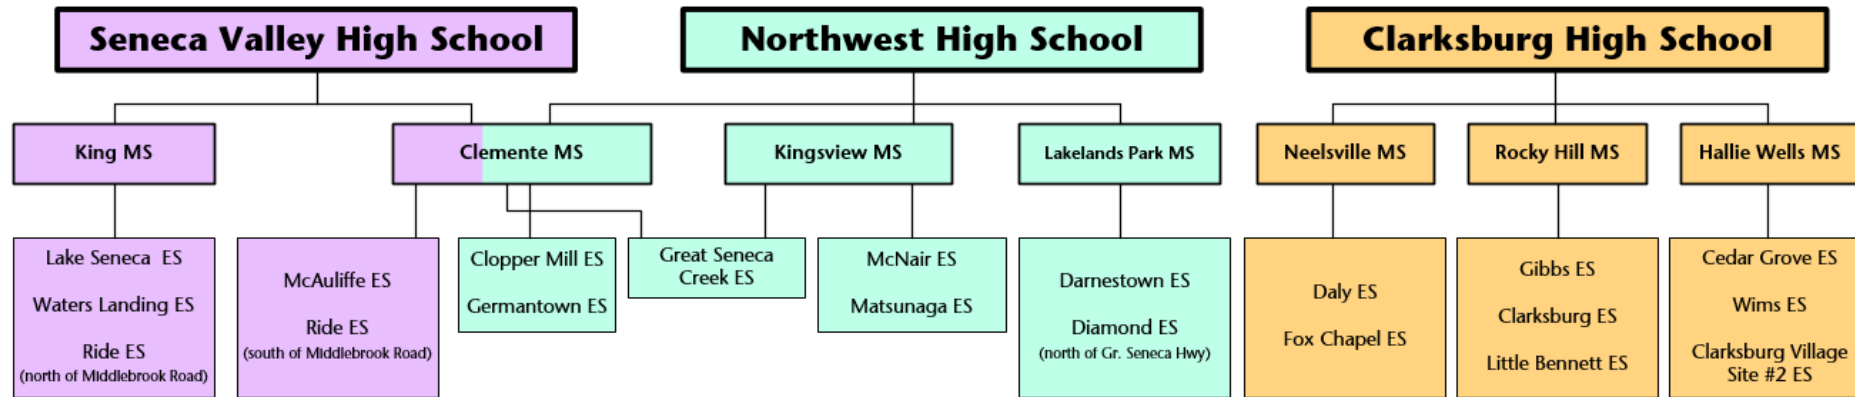 Seneca Valley High School
Northwest High School
Clarksburg High School
King MS
Clemente MS
Kingsview MS
Lakelands Park MS
Neelsville MS
Rocky Hill MS
Hallie Wells MS
Lake Seneca ES
Waters Landing ES
Ride ES
(north of Middlebrook Road)
McAuliffe ES
Ride ES
(south of Middlebrook Road)
Clopper Mill ES
Germantown ES
Great Seneca
Creek ES
McNair ES
Matsunaga ES
Darnestown ES
Diamond ES
(north of Gr. Seneca Hwy)
Daly ES
Fox Chapel ES
Gibbs ES
Clarksburg ES
Little Bennett ES
Cedar Grove ES
Wims ES
Clarksburg Village
Site #2 ES